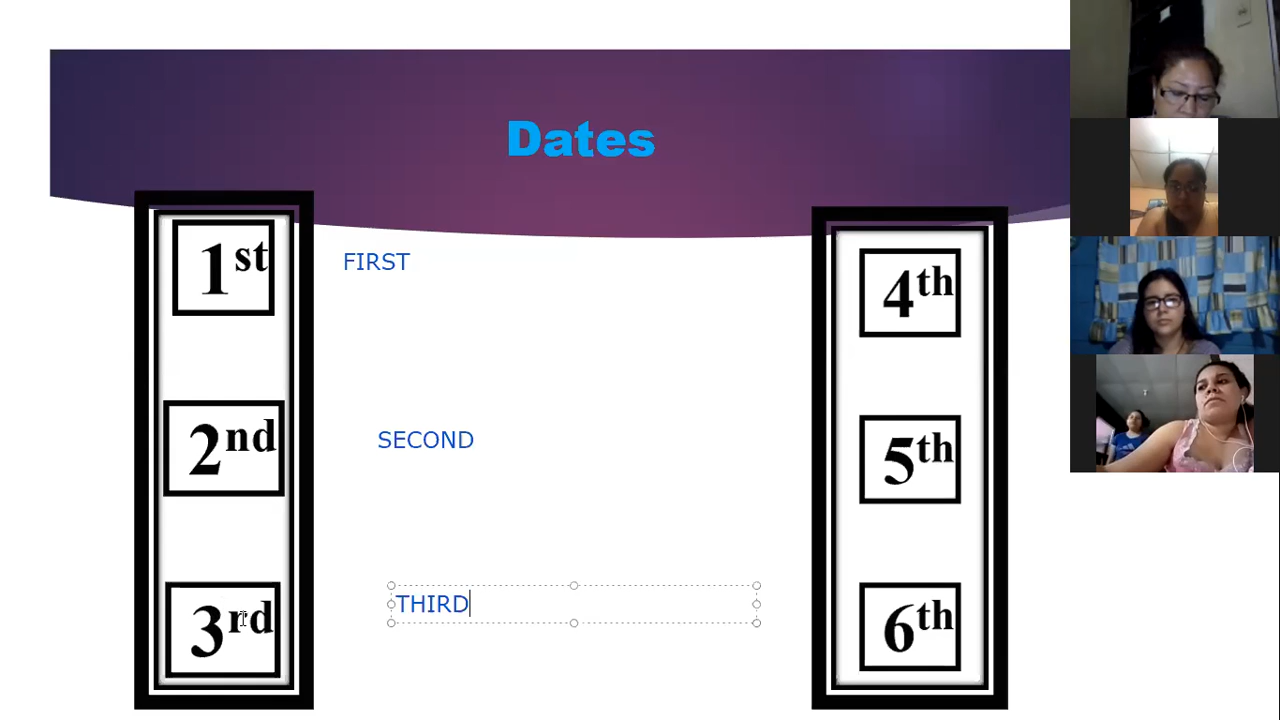 Dates
1st FIRST
2nd SECOND
3rd THIRD
4th
5th
6th